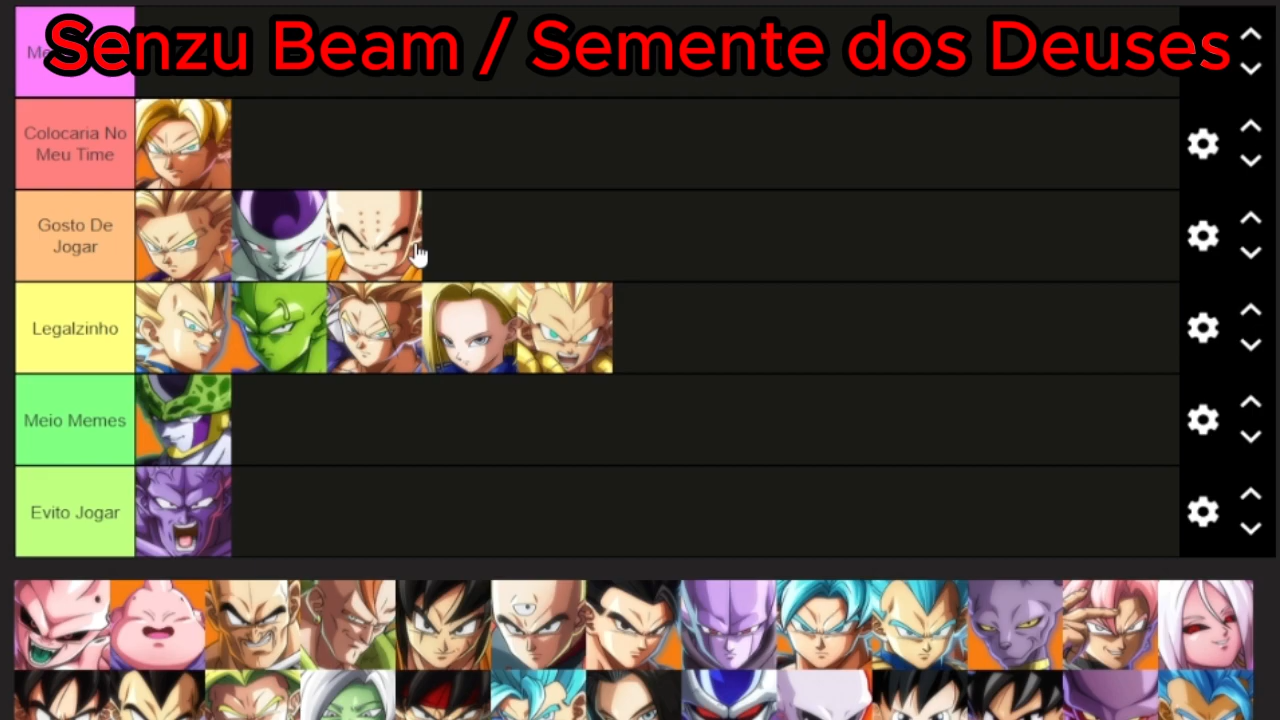 Senzu Beam / Semente dos Deuses
Colocaria No
Meu Time
Gosto De
Jogar
Legalzinho
Meio Memes
Evito Jogar